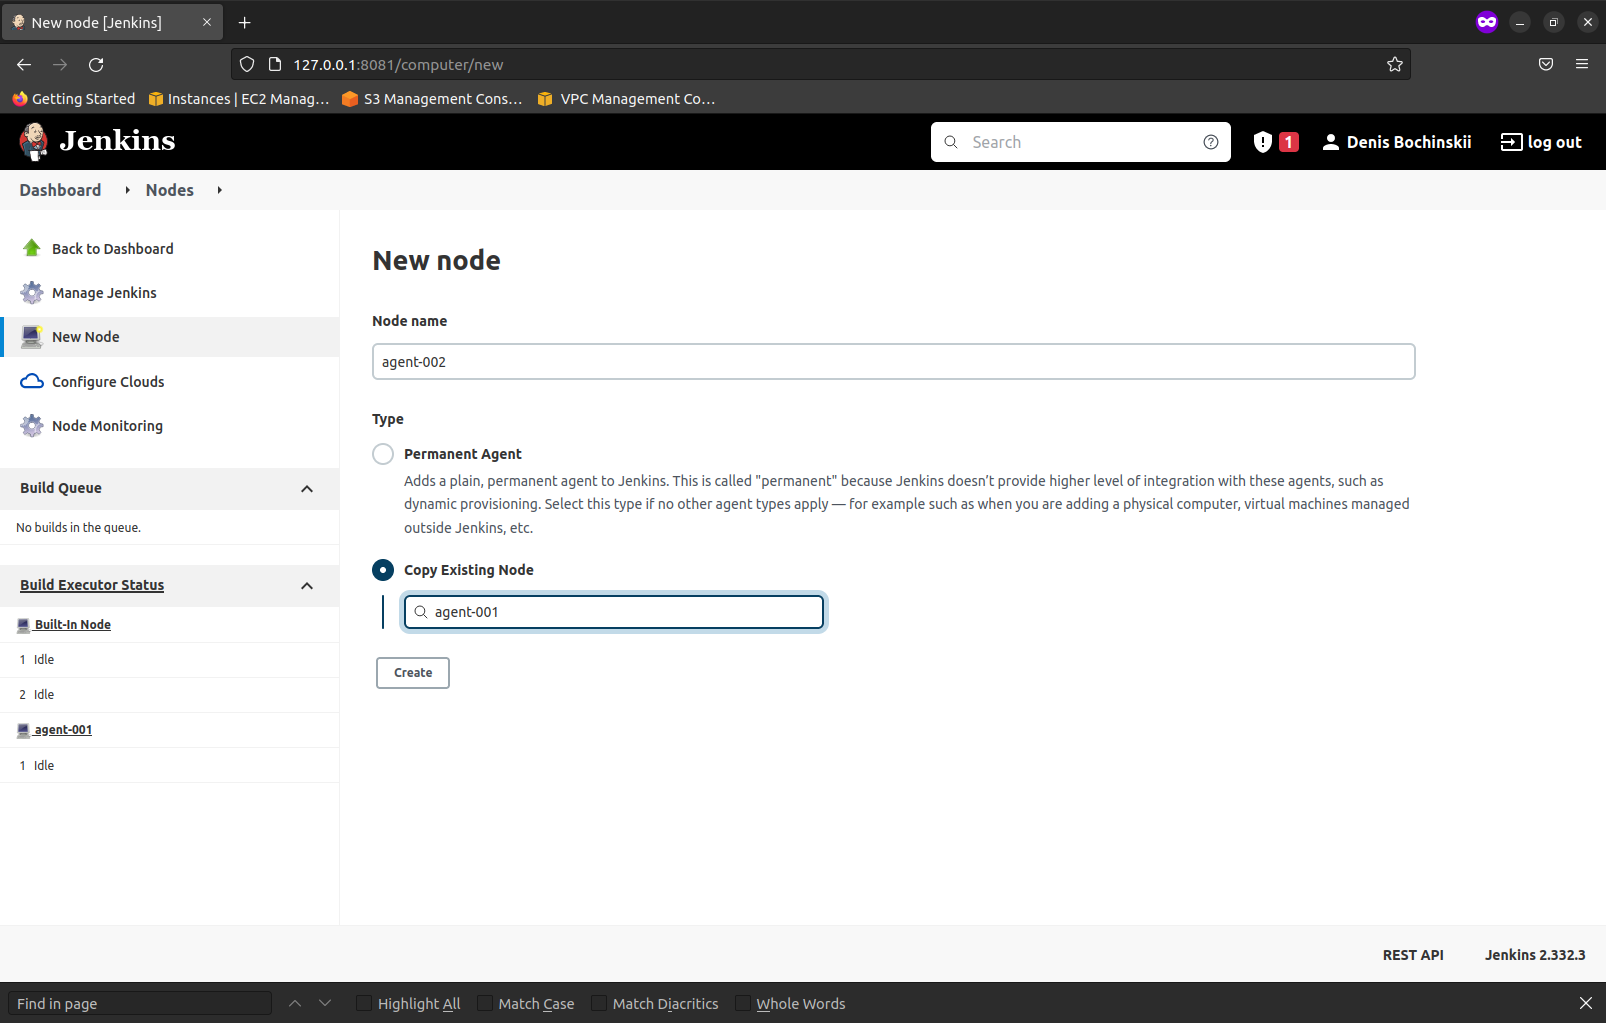 New node [Jenkins]
127.0.0.1:8081/computer/new
Getting Started
Instances | EC2 Manag...
S3 Management Cons...
VPC Management Co...
Jenkins
Search
1
Denis Bochinskii
log out
Dashboard
Nodes
Back to Dashboard
Manage Jenkins
New Node
Configure Clouds
Node Monitoring
Build Queue
No builds in the queue.
Build Executor Status
Built-In Node
1 Idle
2 Idle
agent-001
1 Idle
New node
Node name
agent-002
Type
Permanent Agent
Adds a plain, permanent agent to Jenkins. This is called "permanent" because Jenkins doesn’t provide higher level of integration with these agents, such as
dynamic provisioning. Select this type if no other agent types apply — for example such as when you are adding a physical computer, virtual machines managed
outside Jenkins, etc.
Copy Existing Node
agent-001
Create
REST API
Jenkins 2.332.3
Find in page
Highlight All
Match Case
Match Diacritics
Whole Words